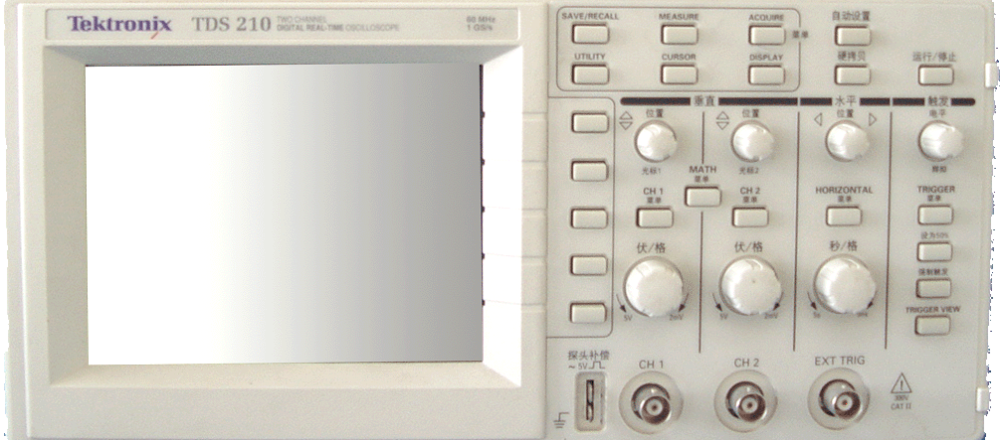 Tektronix TDS 210 TWO CHANNEL DIGITAL REAL-TIME OSCILLOSCOPE 60 MHz 1 GS/s
SAVE/RECALL MEASURE ACQUIRE 自动设置
菜单
UTILITY CURSOR DISPLAY 硬拷贝 运行/停止
垂直 水平 触发
位置 位置 位置 电平
光标1 光标2 释抑
MATH
菜单
CH 1 CH 2 HORIZONTAL TRIGGER
菜单 菜单 菜单 菜单
设为50%
伏/格 伏/格 秒/格
强制触发
5V 2mV 5V 2mV 5s 5ns
TRIGGER VIEW
探头补偿
~5V
CH 1 CH 2 EXT TRIG
300V
CAT II